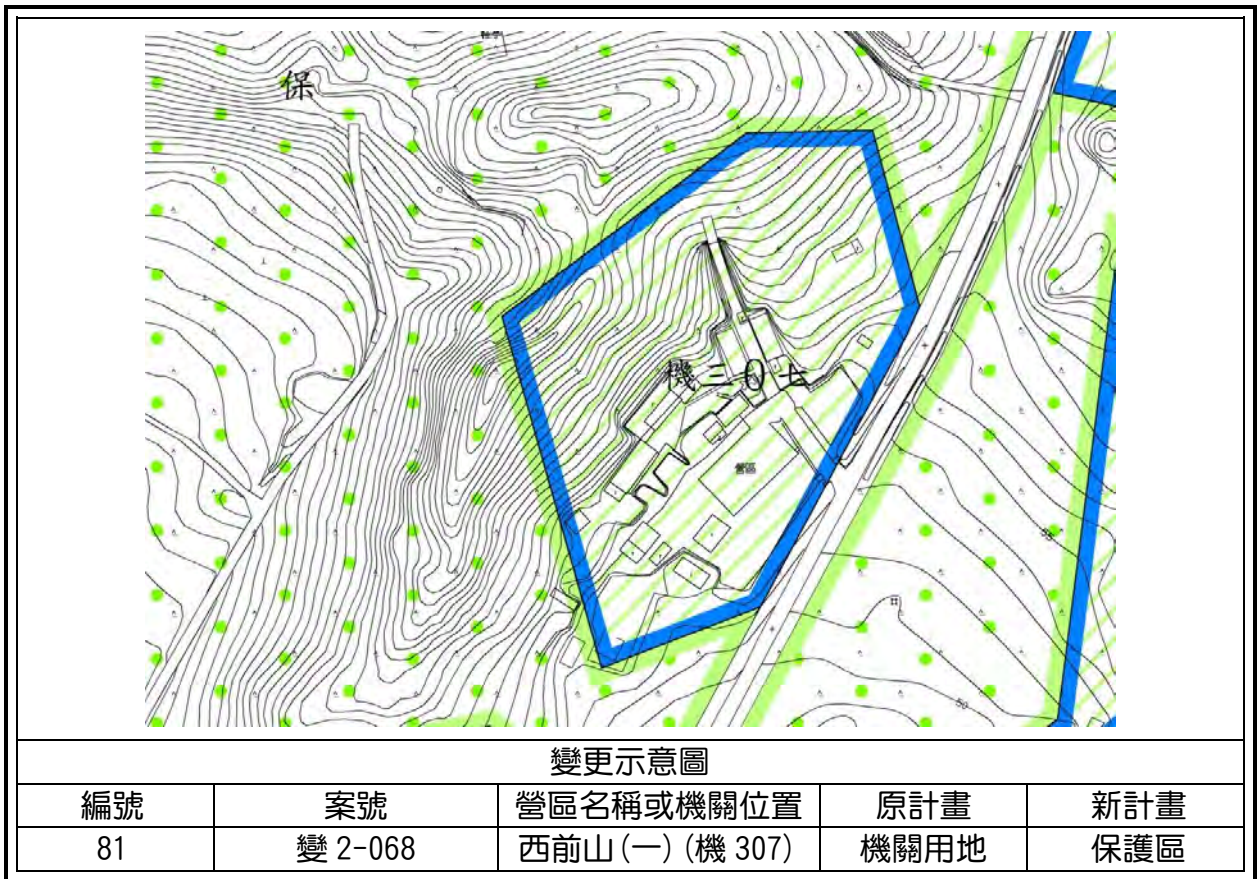 保
機三０七
營區
55
50
變更示意圖
編號 案號 營區名稱或機關位置 原計畫 新計畫
81 變 2-068 西前山(一)(機 307) 機關用地 保護區